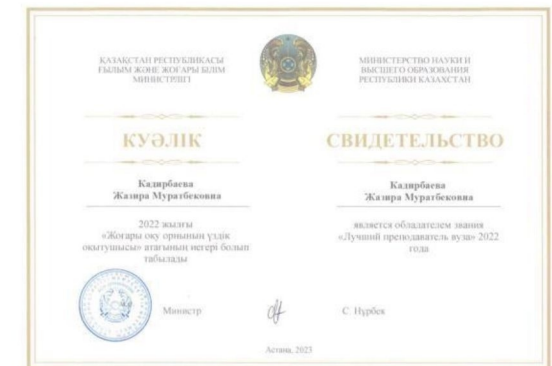 ҚАЗАҚСТАН РЕСПУБЛИКАСЫ
ҒЫЛЫМ ЖӘНЕ ЖОҒАРЫ БІЛІМ
МИНИСТРЛІГІ
КУӘЛІК
Кадирбаева
Жазира Муратбековна
2022 жылғы
«Жоғары оқу орнының үздік
оқытушысы» атағының иегері болып
табылады
МИНИСТЕРСТВО НАУКИ И
ВЫСШЕГО ОБРАЗОВАНИЯ
РЕСПУБЛИКИ КАЗАХСТАН
СВИДЕТЕЛЬСТВО
Кадирбаева
Жазира Муратбековна
является обладателем звания
«Лучший преподаватель вуза» 2022
года
Министр
С. Нұрбек
Астана, 2023